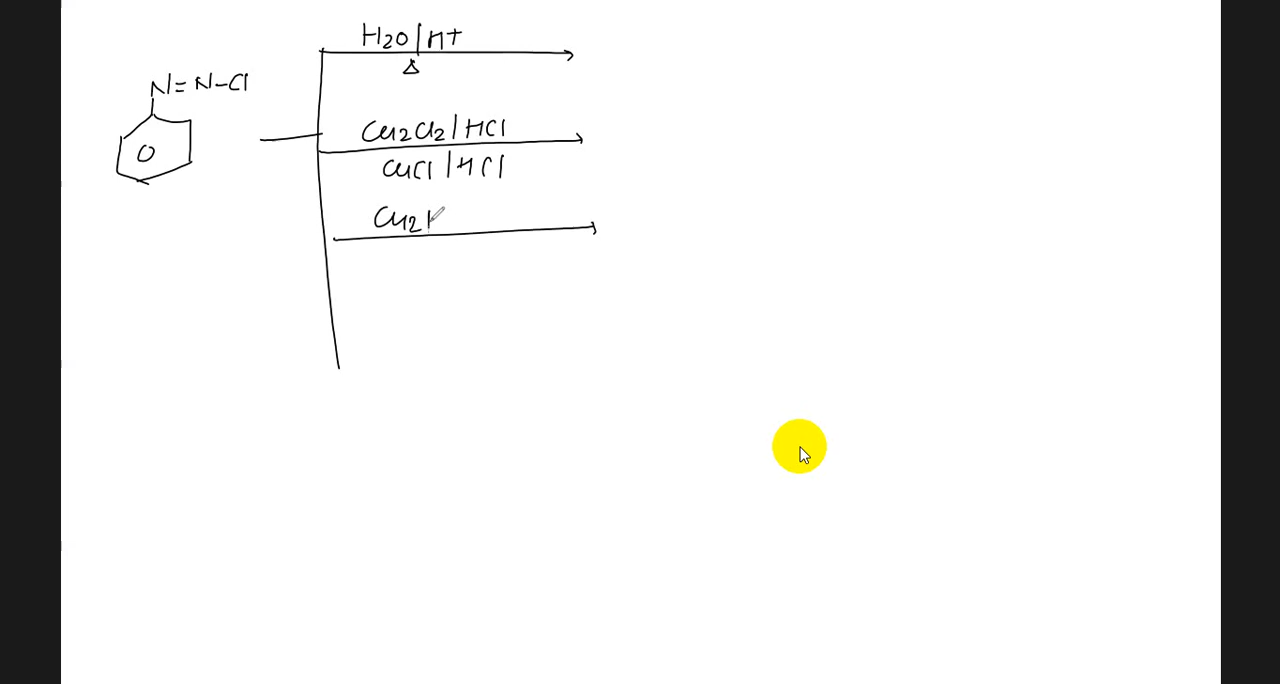 H2O/H+
Δ
N=N-Cl
Cu2Cl2/HCl
O
CuCl/HCl
Cu2